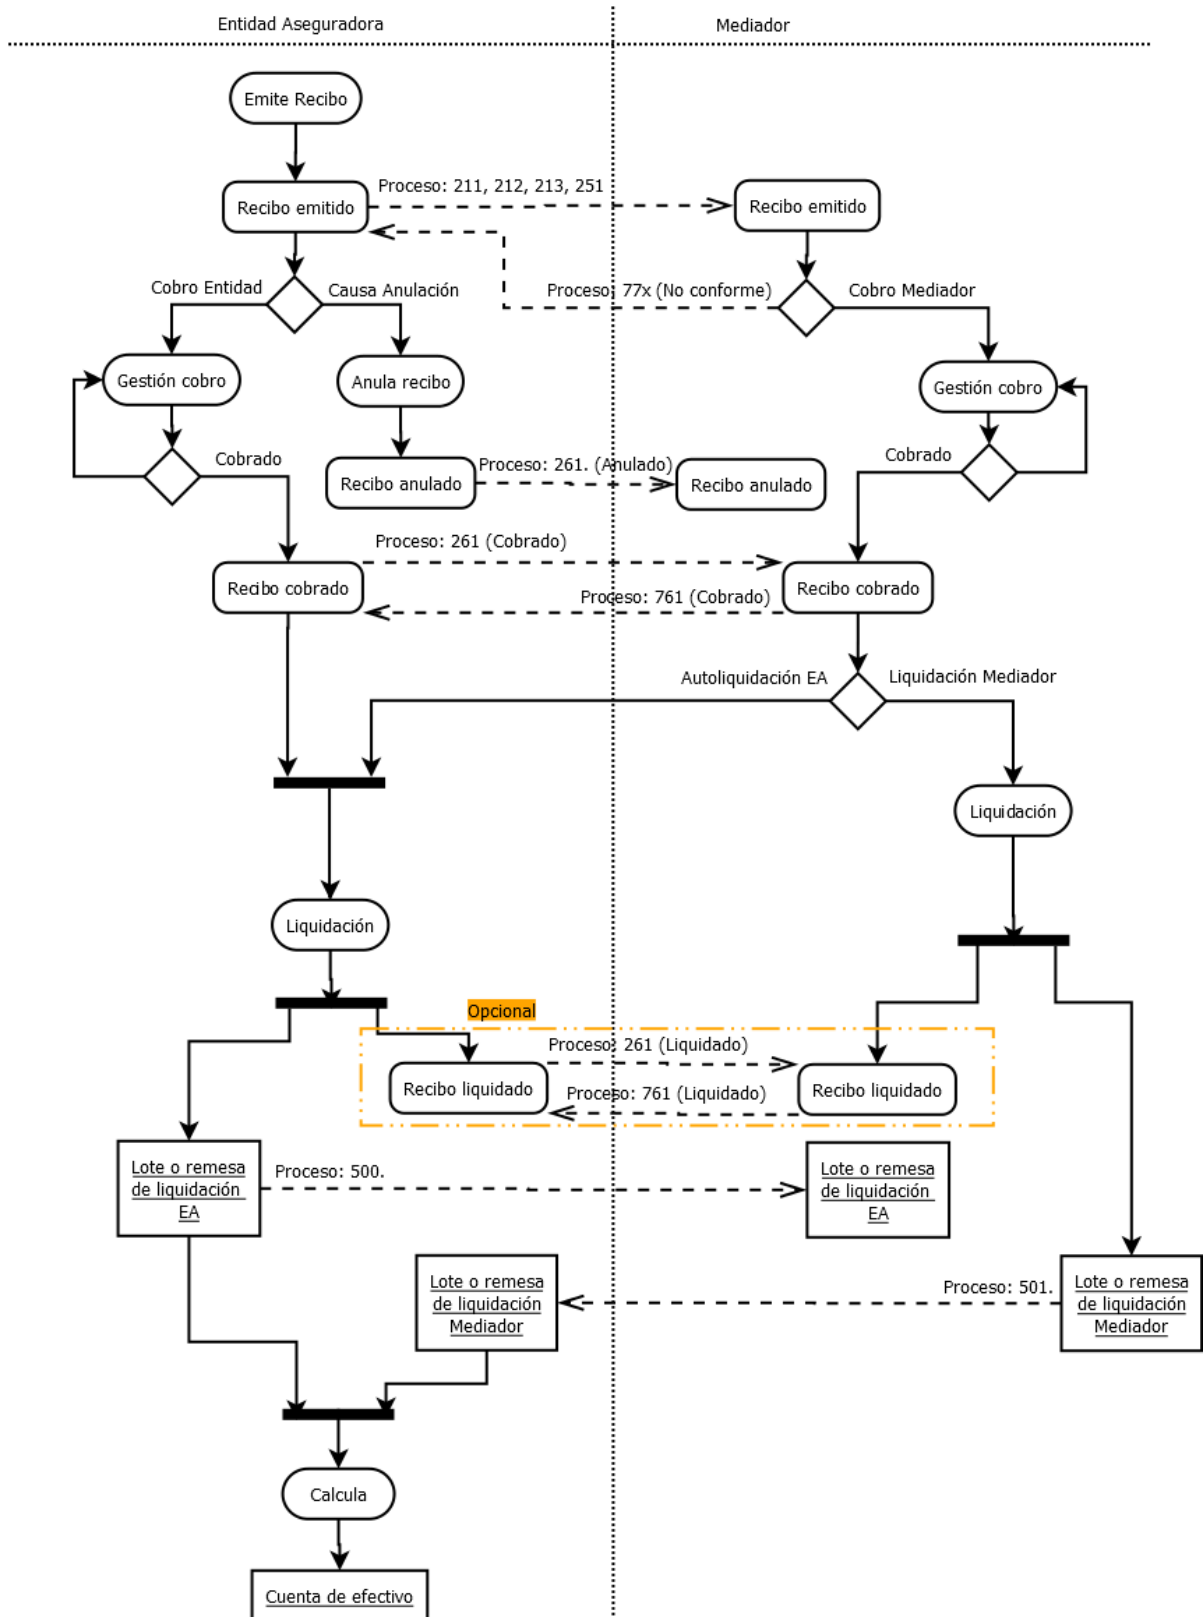 Entidad Aseguradora
Mediador
Emite Recibo
Proceso: 211, 212, 213, 251
Recibo emitido
Recibo emitido
Cobro Entidad
Causa Anulación
Proceso: 77x (No conforme)
Cobro Mediador
Gestión cobro
Anula recibo
Gestión cobro
Cobrado
Cobrado
Proceso: 261. (Anulado)
Recibo anulado
Recibo anulado
Proceso: 261 (Cobrado)
Recibo cobrado
Recibo cobrado
Proceso: 761 (Cobrado)
Autoliquidación EA
Liquidación Mediador
Liquidación
Liquidación
Opcional
Proceso: 261 (Liquidado)
Recibo liquidado
Recibo liquidado
Proceso: 761 (Liquidado)
Lote o remesa
de liquidación
EA
Proceso: 500.
Lote o remesa
de liquidación
EA
Lote o remesa
de liquidación
Mediador
Proceso: 501.
Lote o remesa
de liquidación
Mediador
Calcula
Cuenta de efectivo